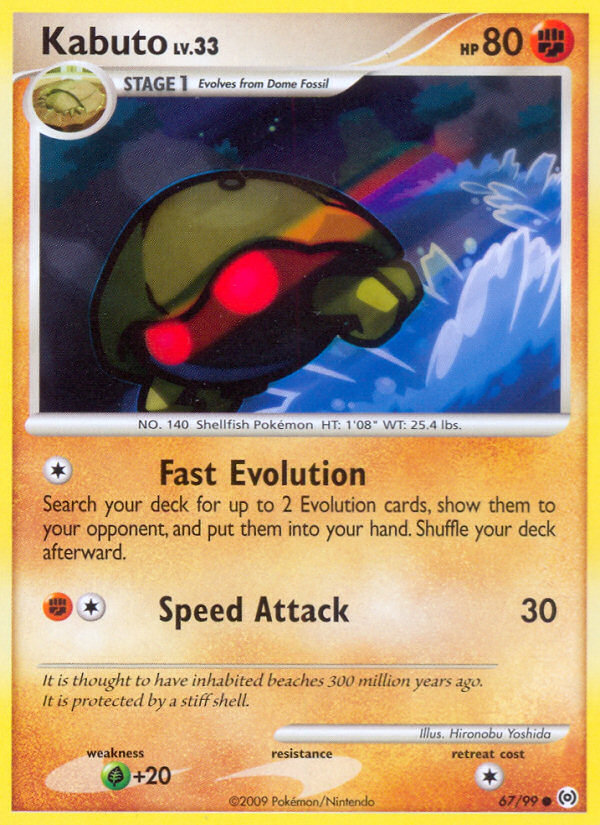 Kabuto LV.33
HP 80
STAGE 1 Evolves from Dome Fossil
NO. 140 Shellfish Pokémon HT: 1'08" WT: 25.4 lbs.
Fast Evolution
Search your deck for up to 2 Evolution cards, show them to
your opponent, and put them into your hand. Shuffle your deck
afterward.
Speed Attack 30
It is thought to have inhabited beaches 300 million years ago.
It is protected by a stiff shell.
Illus. Hironobu Yoshida
weakness resistance retreat cost
+20
©2009 Pokémon/Nintendo 67/99